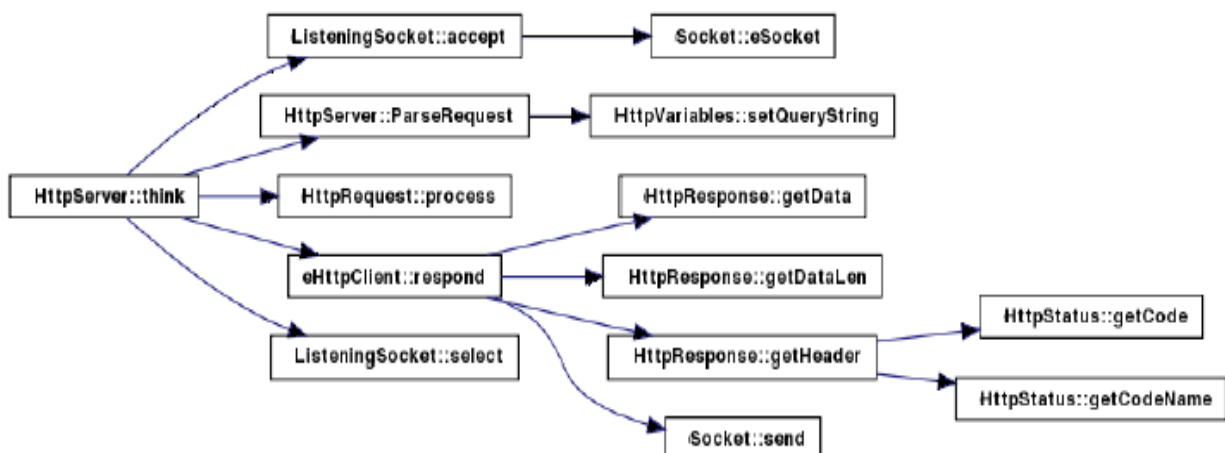 ListeningSocket::accept
Socket::eSocket
HttpServer::ParseRequest
HttpVariables::setQueryString
HttpServer::think
HttpRequest::process
HttpResponse::getData
eHttpClient::respond
HttpResponse::getDataLen
HttpStatus::getCode
ListeningSocket::select
HttpResponse::getHeader
HttpStatus::getCodeName
Socket::send